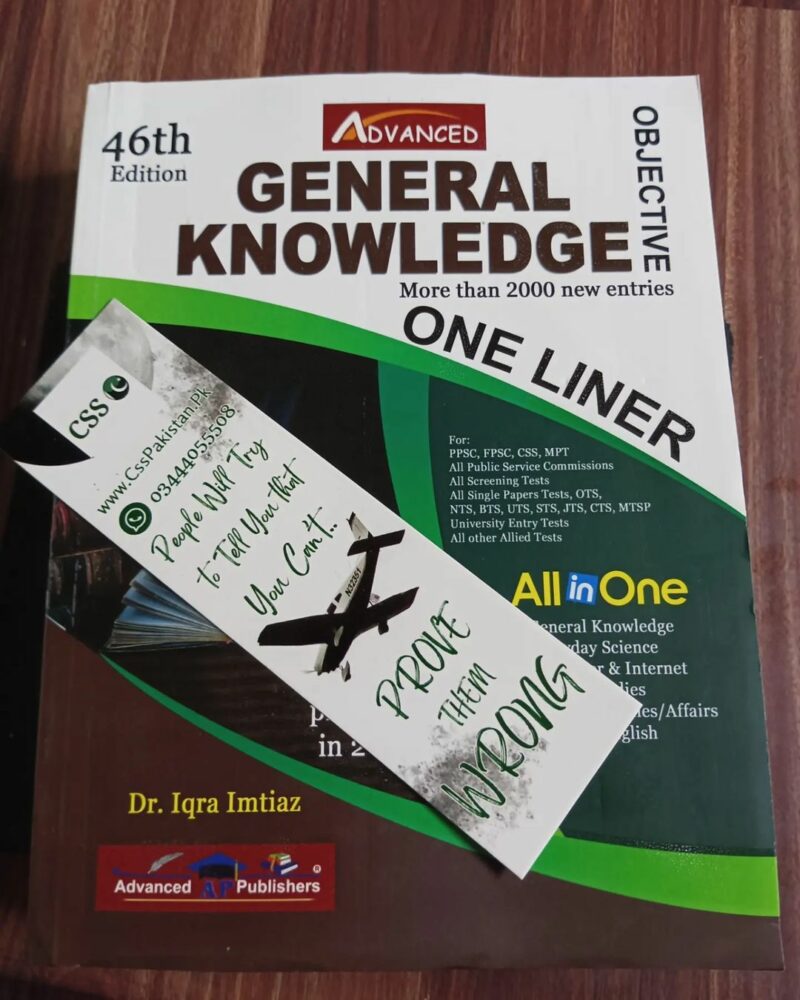 46th
Edition
ADVANCED
GENERAL
KNOWLEDGE
OBJECTIVE
More than 2000 new entries
ONE LINER
For:
PPSC, FPSC, CSS, MPT
All Public Service Commissions
All Screening Tests
All Single Papers Tests, OTS,
NTS, BTS, UTS, STS, JTS, CTS, MTSP
University Entry Tests
All other Allied Tests
All in One
General Knowledge
Science
& Internet
/Affairs
in
CSS
www.CssPakistan.Pk
03444055508
People Will Try
to Tell You that
You Can't..
N32351
PROVE
THEM
WRONG
Dr. Iqra Imtiaz
Advanced AP Publishers